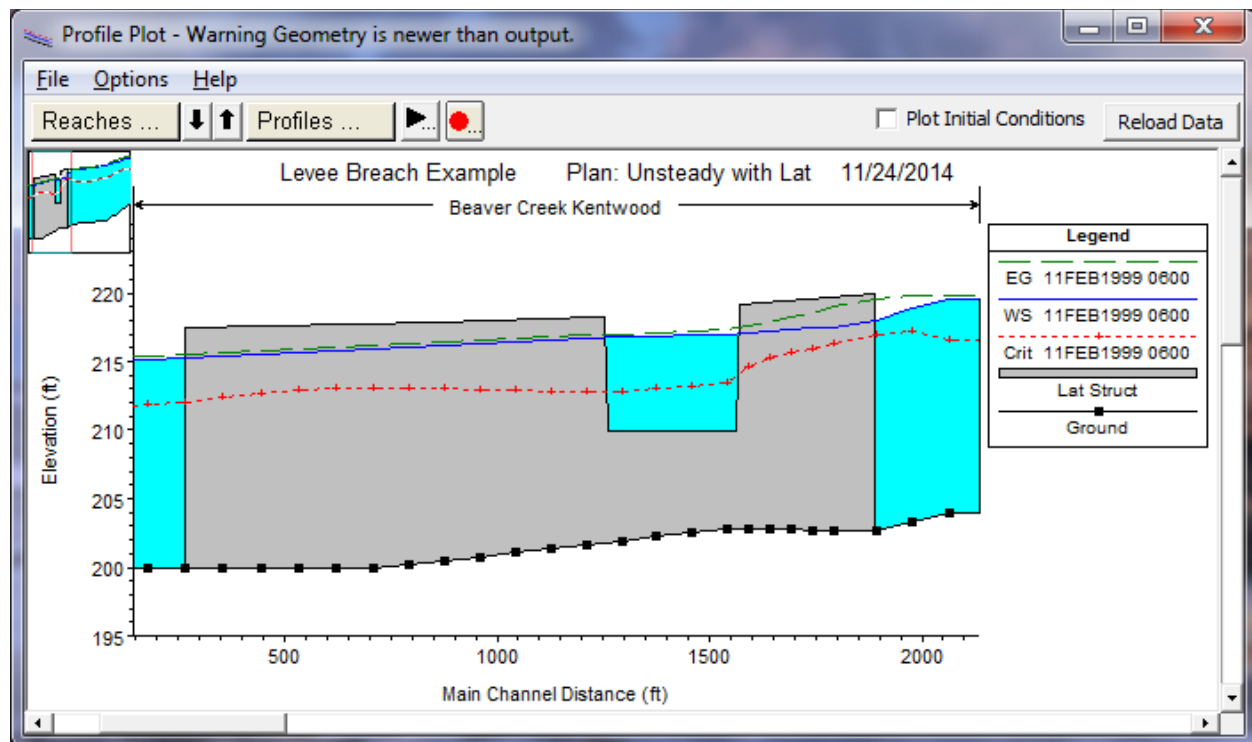 Profile Plot - Warning Geometry is newer than output.
File Options Help
Reaches ... Profiles ... Plot Initial Conditions Reload Data
Levee Breach Example Plan: Unsteady with Lat 11/24/2014
Beaver Creek Kentwood
Legend
EG 11FEB1999 0600
WS 11FEB1999 0600
Crit 11FEB1999 0600
Lat Struct
Ground
Elevation (ft)
220
215
210
205
200
195
500 1000 1500 2000
Main Channel Distance (ft)